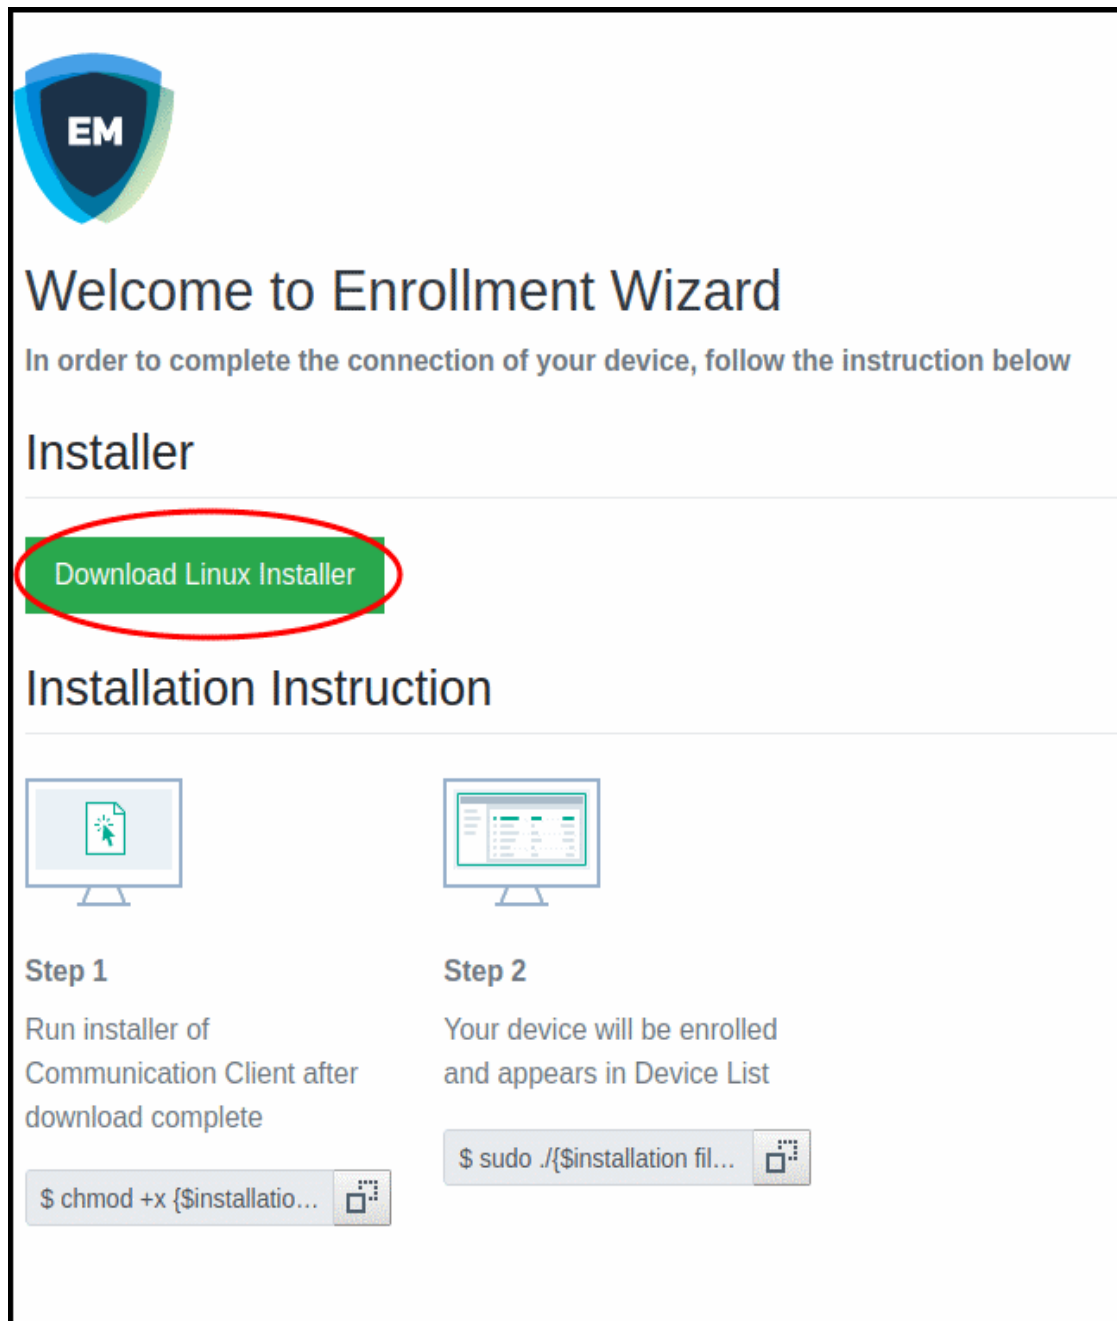 EM
Welcome to Enrollment Wizard
In order to complete the connection of your device, follow the instruction below
Installer
Download Linux Installer
Installation Instruction
Step 1
Run installer of
Communication Client after
download complete
$ chmod +x {$installatio...
Step 2
Your device will be enrolled
and appears in Device List
$ sudo ./{$installation fil...